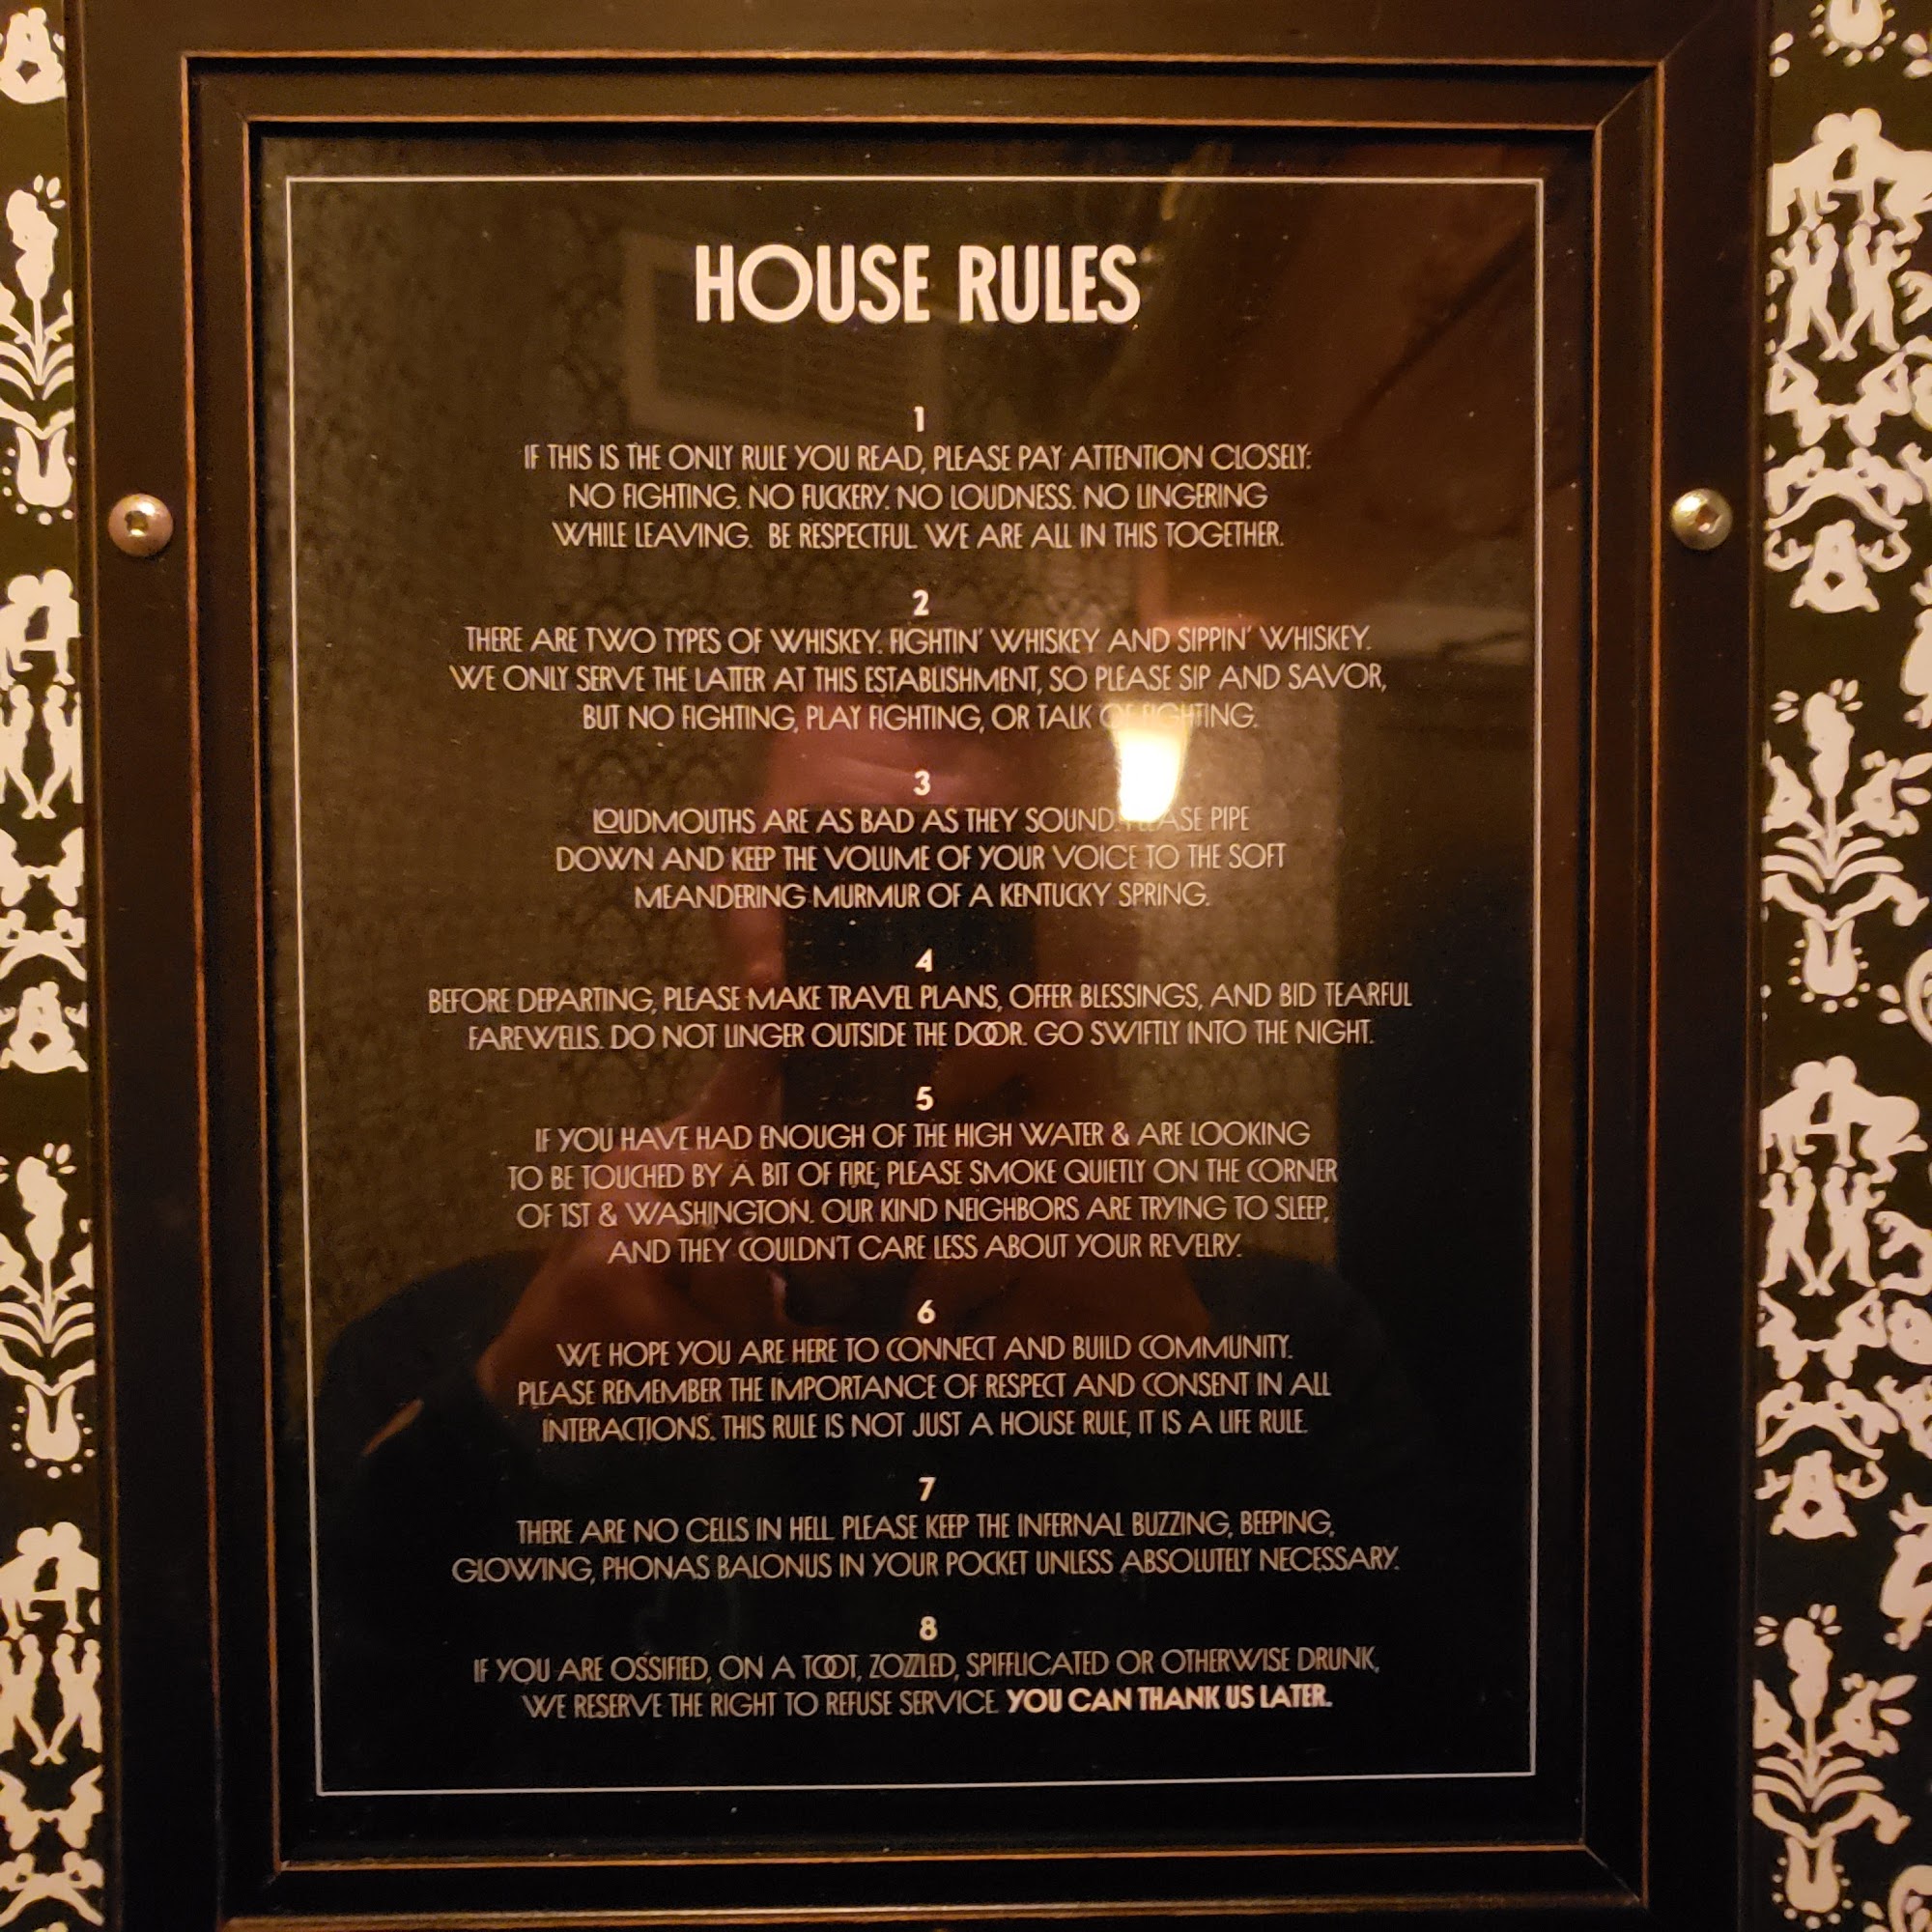 HOUSE RULES
1
IF THIS IS THE ONLY RULE YOU READ, PLEASE PAY ATTENTION CLOSELY:
NO FIGHTING. NO FUCKERY. NO LOUDNESS. NO LINGERING
WHILE LEAVING. BE RESPECTFUL. WE ARE ALL IN THIS TOGETHER.
2
THERE ARE TWO TYPES OF WHISKEY. FIGHTIN' WHISKEY AND SIPPIN' WHISKEY.
WE ONLY SERVE THE LATTER AT THIS ESTABLISHMENT, SO PLEASE SIP AND SAVOR,
BUT NO FIGHTING, PLAY FIGHTING, OR TALK OF FIGHTING.
3
LOUDMOUTHS ARE AS BAD AS THEY SOUND. PLEASE PIPE
DOWN AND KEEP THE VOLUME OF YOUR VOICE TO THE SOFT
MEANDERING MURMUR OF A KENTUCKY SPRING.
4
BEFORE DEPARTING, PLEASE MAKE TRAVEL PLANS, OFFER BLESSINGS, AND BID TEARFUL
FAREWELLS. DO NOT LINGER OUTSIDE THE DOOR. GO SWIFTLY INTO THE NIGHT.
5
IF YOU HAVE HAD ENOUGH OF THE HIGH WATER & ARE LOOKING
TO BE TOUCHED BY A BIT OF FIRE, PLEASE SMOKE QUIETLY ON THE CORNER
OF 1ST & WASHINGTON. OUR KIND NEIGHBORS ARE TRYING TO SLEEP,
AND THEY COULDN'T CARE LESS ABOUT YOUR REVELRY.
6
WE HOPE YOU ARE HERE TO CONNECT AND BUILD COMMUNITY.
PLEASE REMEMBER THE IMPORTANCE OF RESPECT AND CONSENT IN ALL
INTERACTIONS. THIS RULE IS NOT JUST A HOUSE RULE, IT IS A LIFE RULE.
7
THERE ARE NO CELLS IN HELL. PLEASE KEEP THE INFERNAL BUZZING, BEEPING,
GLOWING, PHONAS BALONUS IN YOUR POCKET UNLESS ABSOLUTELY NECESSARY.
8
IF YOU ARE OSSIFIED, ON A TOOT, ZOZZLED, SPIFFLICATED OR OTHERWISE DRUNK,
WE RESERVE THE RIGHT TO REFUSE SERVICE. YOU CAN THANK US LATER.